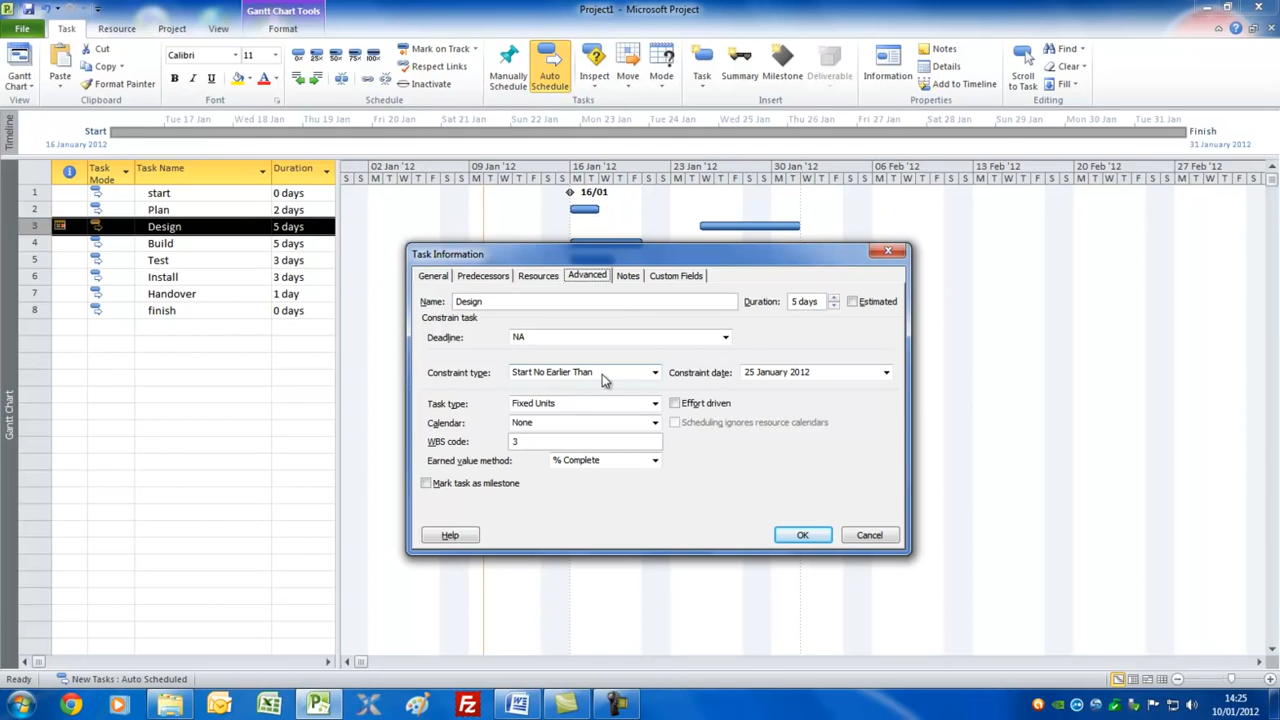 Gantt Chart Tools
Project1 - Microsoft Project
File Task Resource Project View Format
Gantt Chart
View
Paste
Cut
Copy
Format Painter
Clipboard
Calibri 11
B I U A
Font
0% 25% 50% 75% 100%
Mark on Track
Respect Links
Inactivate
Schedule
Manually Schedule
Auto Schedule
Inspect
Move
Mode
Tasks
Task
Summary
Milestone
Deliverable
Insert
Information
Notes
Details
Add to Timeline
Properties
Scroll to Task
Find
Clear
Fill
Editing
Timeline
Tue 17 Jan Wed 18 Jan Thu 19 Jan Fri 20 Jan Sat 21 Jan Sun 22 Jan Mon 23 Jan Tue 24 Jan Wed 25 Jan Thu 26 Jan Fri 27 Jan Sat 28 Jan Sun 29 Jan Mon 30 Jan Tue 31 Jan
Start
16 January 2012
Finish
31 January 2012
Task Mode Task Name Duration
02 Jan '12 09 Jan '12 16 Jan '12 23 Jan '12 30 Jan '12 06 Feb '12 13 Feb '12 20 Feb '12 27 Feb '12
S S M T W T F S S M T W T F S S M T W T F S S M T W T F S S M T W T F S S M T W T F S S M T W T F S S M T W T F S S M T W T F S
1 start 0 days
16/01
2 Plan 2 days
3 Design 5 days
4 Build 5 days
5 Test 3 days
6 Install 3 days
7 Handover 1 day
8 finish 0 days
Gantt Chart
Task Information
General Predecessors Resources Advanced Notes Custom Fields
Name: Design Duration: 5 days Estimated
Constrain task
Deadline: NA
Constraint type: Start No Earlier Than Constraint date: 25 January 2012
Task type: Fixed Units Effort driven
Calendar: None Scheduling ignores resource calendars
WBS code: 3
Earned value method: % Complete
Mark task as milestone
Help OK Cancel
Ready New Tasks : Auto Scheduled
14:25
10/01/2012